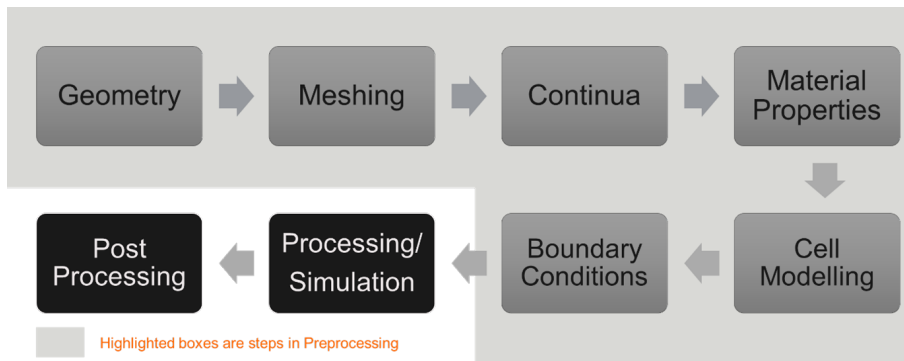 Geometry
Meshing
Continua
Material
Properties
Cell
Modelling
Boundary
Conditions
Processing/
Simulation
Post
Processing
Highlighted boxes are steps in Preprocessing